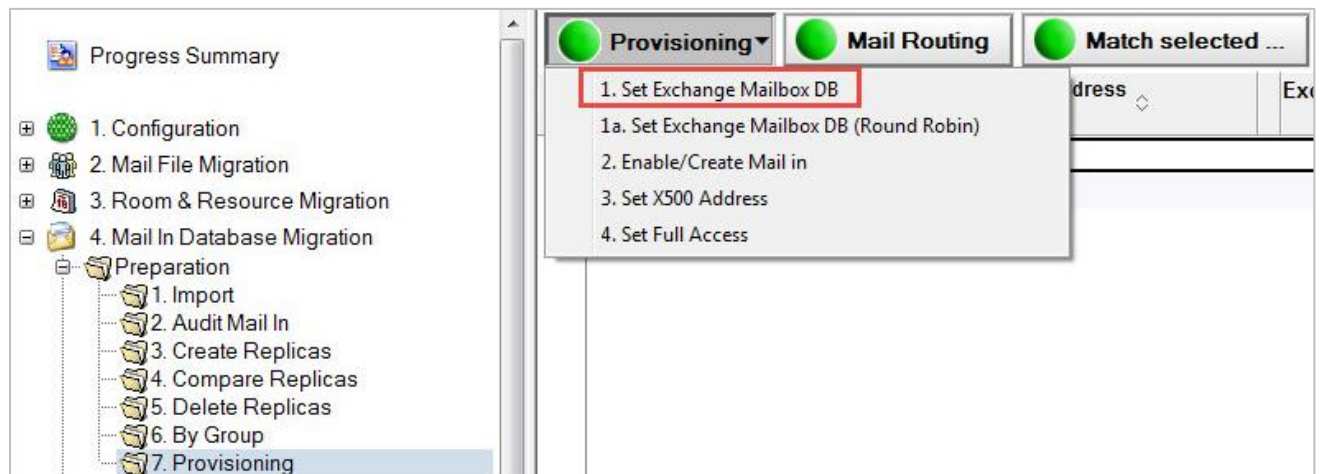 Progress Summary
1. Configuration
2. Mail File Migration
3. Room & Resource Migration
4. Mail In Database Migration
Preparation
1. Import
2. Audit Mail In
3. Create Replicas
4. Compare Replicas
5. Delete Replicas
6. By Group
7. Provisioning
Provisioning Mail Routing Match selected ...
1. Set Exchange Mailbox DB
1a. Set Exchange Mailbox DB (Round Robin)
2. Enable/Create Mail in
3. Set X500 Address
4. Set Full Access
dress